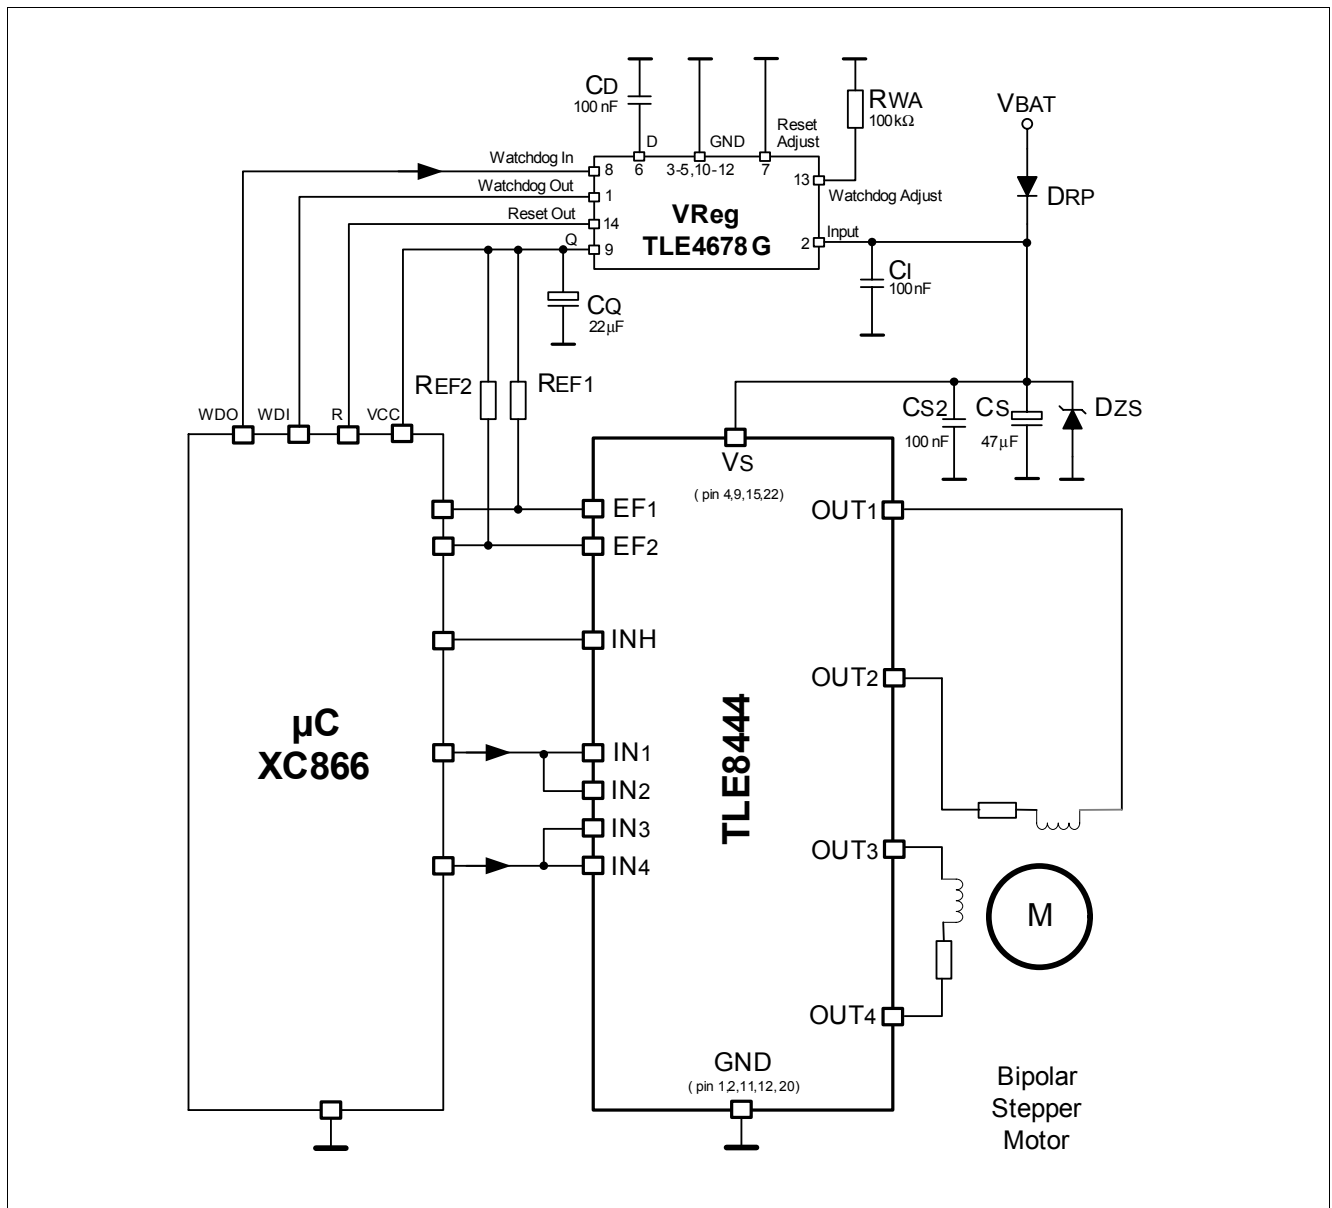 CD
100 nF
RWA
100kΩ
VBAT
Reset
Adjust
D
GND
Watchdog In
8
6
3-5,10-12
7
13
DRP
Watchdog Out
1
Watchdog Adjust
VReg
TLE4678 G
Reset Out
14
Q
9
2
Input
CI
100nF
CQ
22µF
REF2
REF1
WDO
WDI
R
VCC
CS2
100 nF
CS
47µF
DZS
VS
( pin 4,9,15,22)
EF1
OUT1
EF2
INH
OUT2
µC
XC866
TLE8444
IN1
IN2
IN3
IN4
OUT3
M
OUT4
GND
( pin 1,2,11,12, 20)
Bipolar
Stepper
Motor